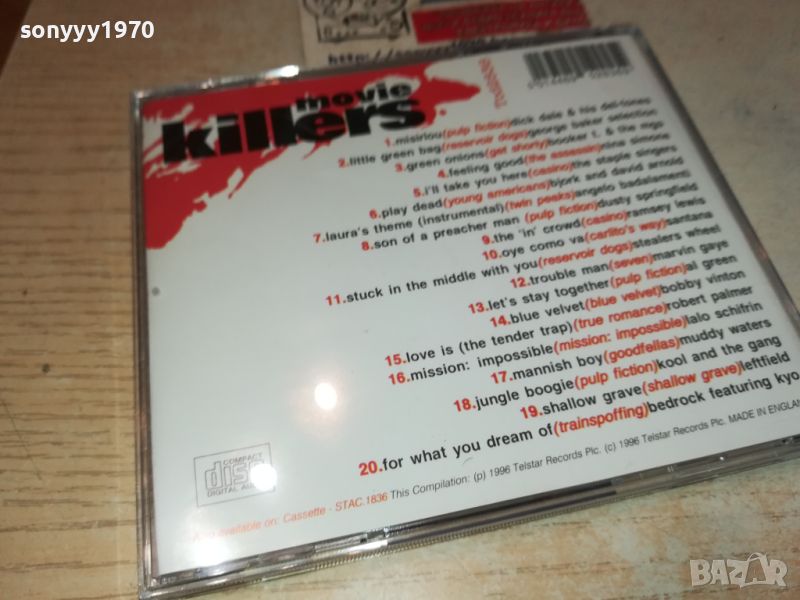 sonyyy1970
movie
killers
1.misirlou(pulp fiction)dick dale & his del-tones
2.little green bag(reservoir dogs)george baker selection
3.green onions(get shorty)booker t. & the mgs
4.feeling good(the assassin)nina simone
5.i'll take you here(casino)the staple singers
6.play dead(young americans)bjork and david arnold
7.laura's theme (instrumental)(twin peaks)angelo badalamenti
8.son of a preacher man (pulp fiction)dusty springfield
9.the 'in' crowd(casino)ramsey lewis
10.oye como va(carlito's way)santana
11.stuck in the middle with you(reservoir dogs)stealers wheel
12.trouble man(seven)marvin gaye
13.let's stay together(pulp fiction)al green
14.blue velvet(blue velvet)bobby vinton
15.love is (the tender trap)(true romance)robert palmer
16.mission: impossible(mission: impossible)lalo schifrin
17.mannish boy(goodfellas)muddy waters
18.jungle boogie(pulp fiction)kool and the gang
19.shallow grave(shallow grave)leftfield
20.for what you dream of(trainspoffing)bedrock featuring kyo
COMPACT
disc
DIGITAL AUDIO
Also available on: Cassette - STAC.1836 This Compilation: (p) 1996 Telstar Records Plc. (c) 1996 Telstar Records Plc. MADE IN ENGLAND
BAZAR